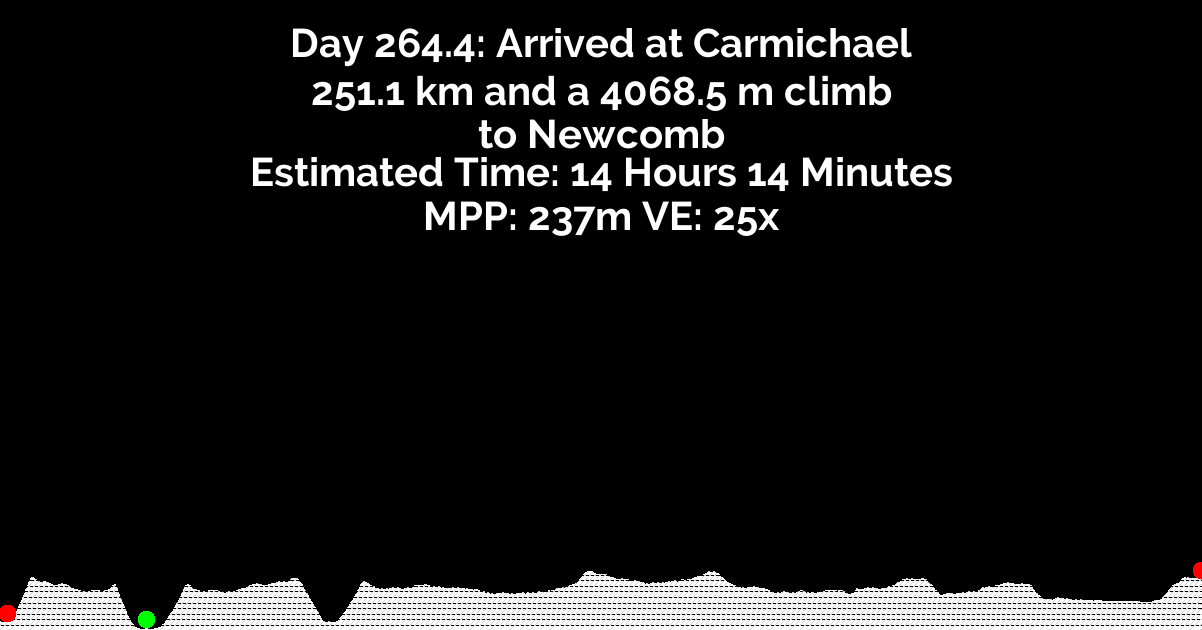 Day 264.4: Arrived at Carmichael
251.1 km and a 4068.5 m climb
to Newcomb
Estimated Time: 14 Hours 14 Minutes
MPP: 237m VE: 25x